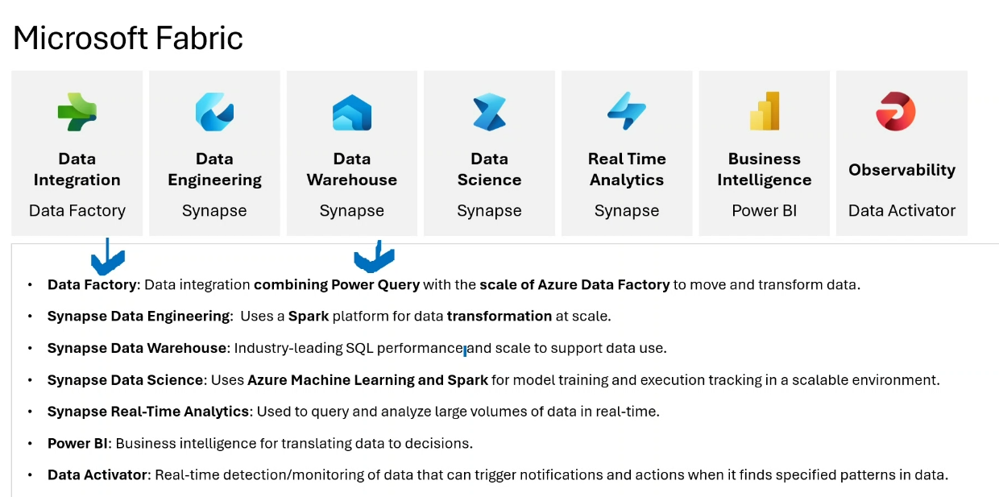 Microsoft Fabric
Data Integration
Data Factory
Data Engineering
Synapse
Data Warehouse
Synapse
Data Science
Synapse
Real Time Analytics
Synapse
Business Intelligence
Power BI
Observability
Data Activator
• Data Factory: Data integration combining Power Query with the scale of Azure Data Factory to move and transform data.
• Synapse Data Engineering:  Uses a Spark platform for data transformation at scale.
• Synapse Data Warehouse: Industry-leading SQL performance and scale to support data use.
• Synapse Data Science: Uses Azure Machine Learning and Spark for model training and execution tracking in a scalable environment.
• Synapse Real-Time Analytics: Used to query and analyze large volumes of data in real-time.
• Power BI: Business intelligence for translating data to decisions.
• Data Activator: Real-time detection/monitoring of data that can trigger notifications and actions when it finds specified patterns in data.